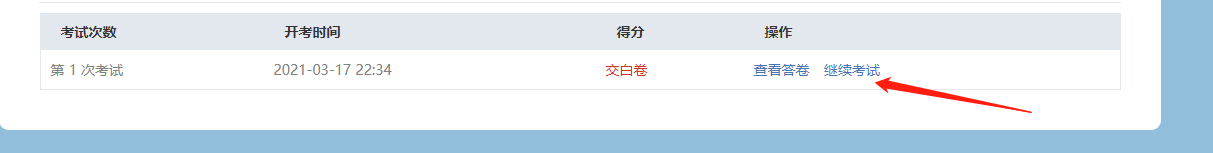 考试次数 开考时间 得分 操作
第 1 次考试 2021-03-17 22:34 交白卷 查看答卷 继续考试